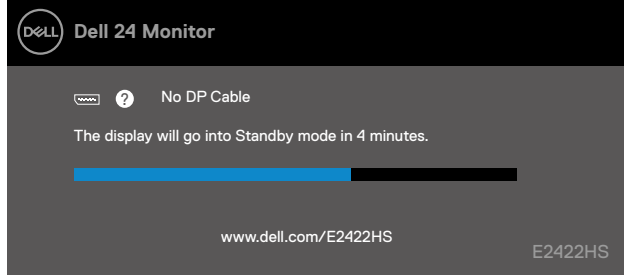 DELL
Dell 24 Monitor
? No DP Cable
The display will go into Standby mode in 4 minutes.
www.dell.com/E2422HS
E2422HS